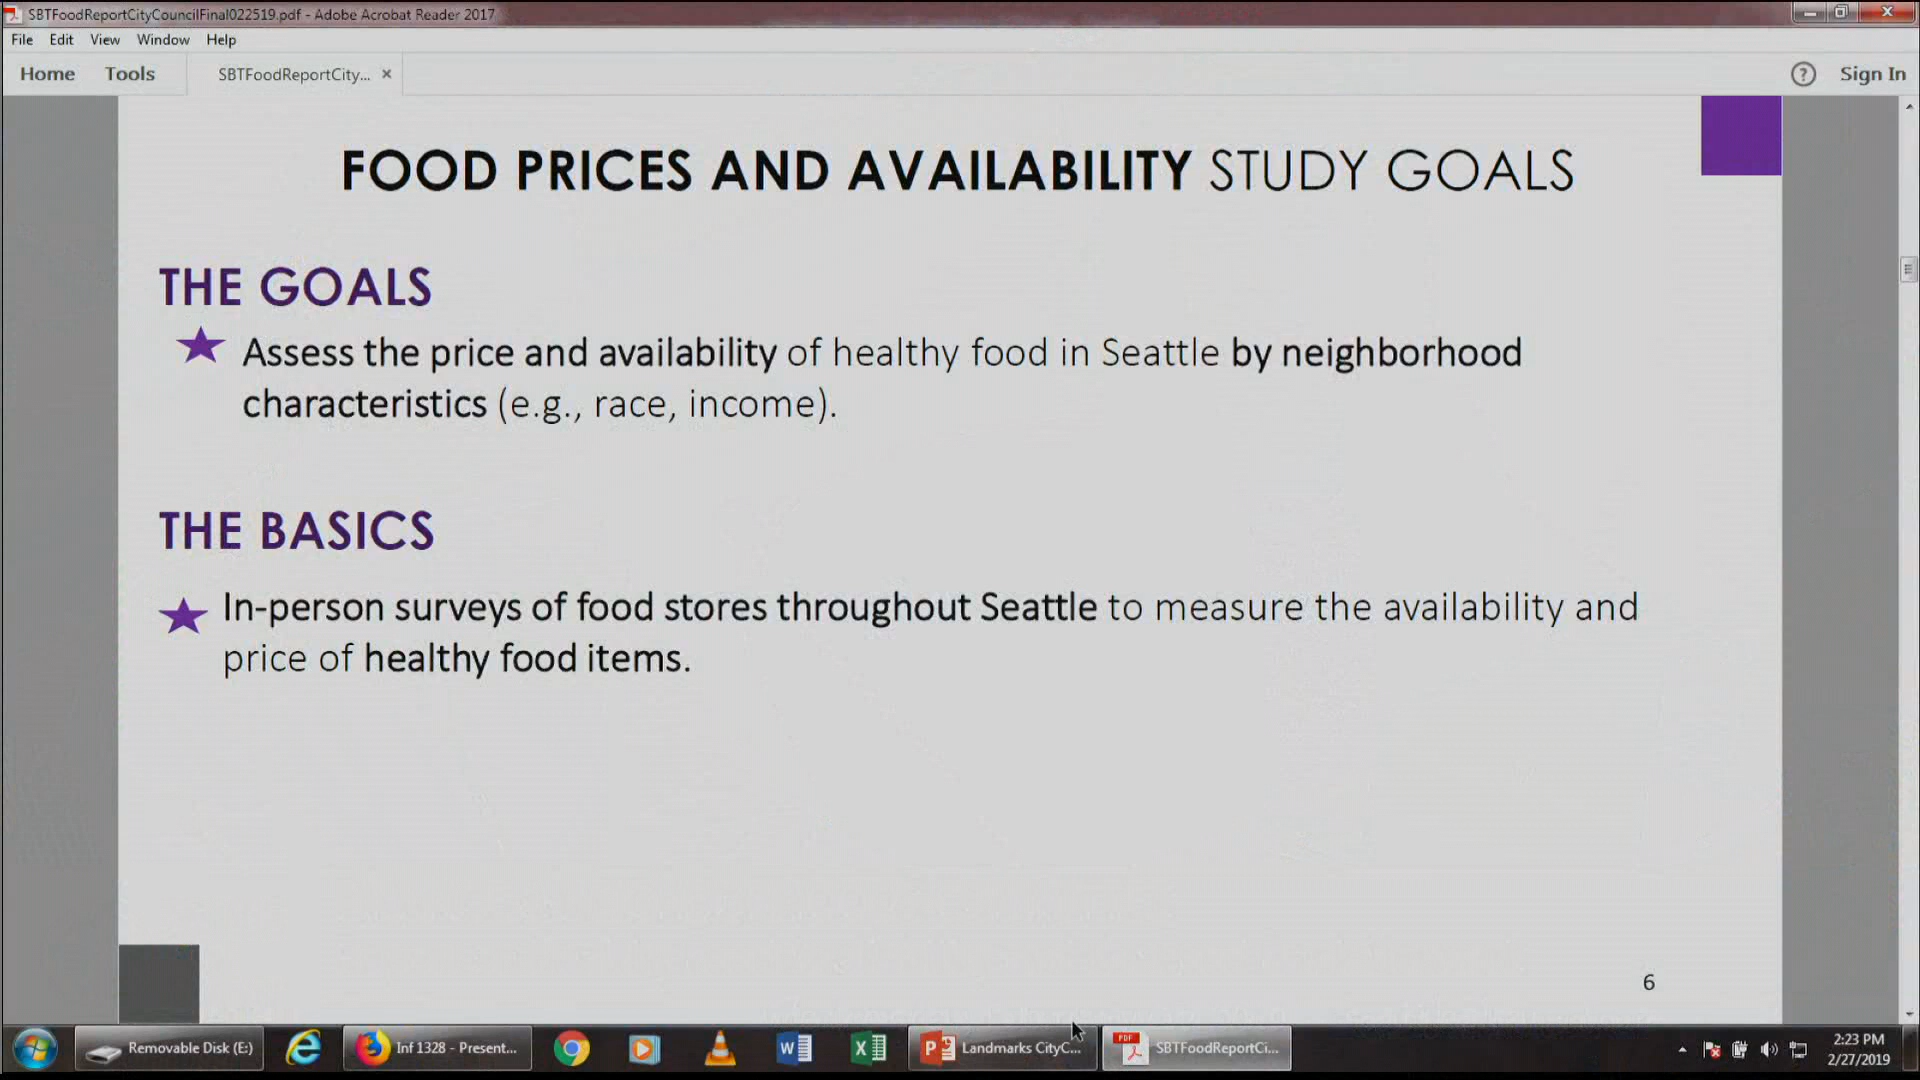 SBTFoodReportCityCouncilFinal022519.pdf - Adobe Acrobat Reader 2017
File Edit View Window Help
Home Tools SBTFoodReportCity... × ? Sign In
FOOD PRICES AND AVAILABILITY STUDY GOALS
THE GOALS
Assess the price and availability of healthy food in Seattle by neighborhood
characteristics (e.g., race, income).
THE BASICS
In-person surveys of food stores throughout Seattle to measure the availability and
price of healthy food items.
6
Removable Disk (E:) Inf 1328 - Present... Landmarks CityC... SBTFoodReportCi... 2:23 PM
2/27/2019